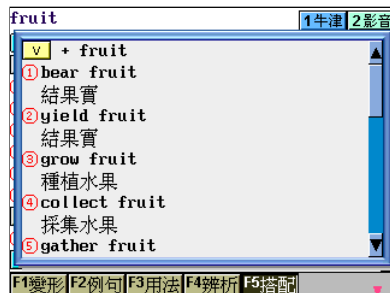 fruit 1牛津 2影音
v + fruit
①bear fruit
結果實
②yield fruit
結果實
③grow fruit
種植水果
④collect fruit
採集水果
⑤gather fruit
F1變形 F2例句 F3用法 F4辨析 F5搭配